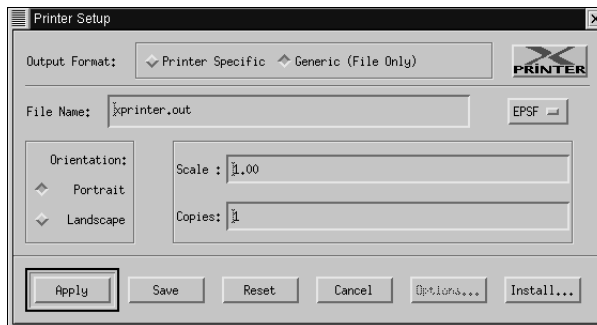 Printer Setup
Output Format: Printer Specific Generic (File Only)
PRINTER
File Name: xprinter.out EPSF
Orientation:
Portrait
Landscape
Scale : 1.00
Copies: 1
Apply Save Reset Cancel Options... Install...